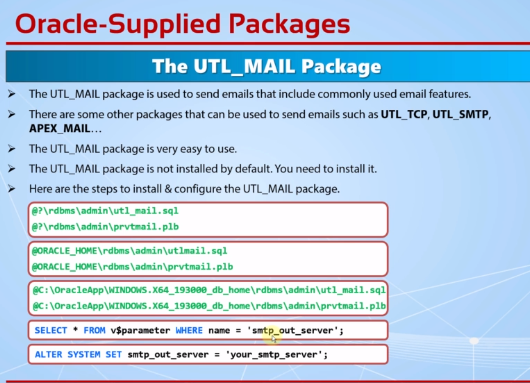 Oracle-Supplied Packages
The UTL_MAIL Package
➤ The UTL_MAIL package is used to send emails that include commonly used email features.
➤ There are some other packages that can be used to send emails such as UTL_TCP, UTL_SMTP,
APEX_MAIL...
➤ The UTL_MAIL package is very easy to use.
➤ The UTL_MAIL package is not installed by default. You need to install it.
➤ Here are the steps to install & configure the UTL_MAIL package.
@?\rdbms\admin\utl_mail.sql
@?\rdbms\admin\prvtmail.plb
@ORACLE_HOME\rdbms\admin\utlmail.sql
@ORACLE_HOME\rdbms\admin\prvtmail.plb
@C:\OracleApp\WINDOWS.X64_193000_db_home\rdbms\admin\utl_mail.sql
@C:\OracleApp\WINDOWS.X64_193000_db_home\rdbms\admin\prvtmail.plb
SELECT * FROM v$parameter WHERE name = 'smtp_out_server';
ALTER SYSTEM SET smtp_out_server = 'your_smtp_server';